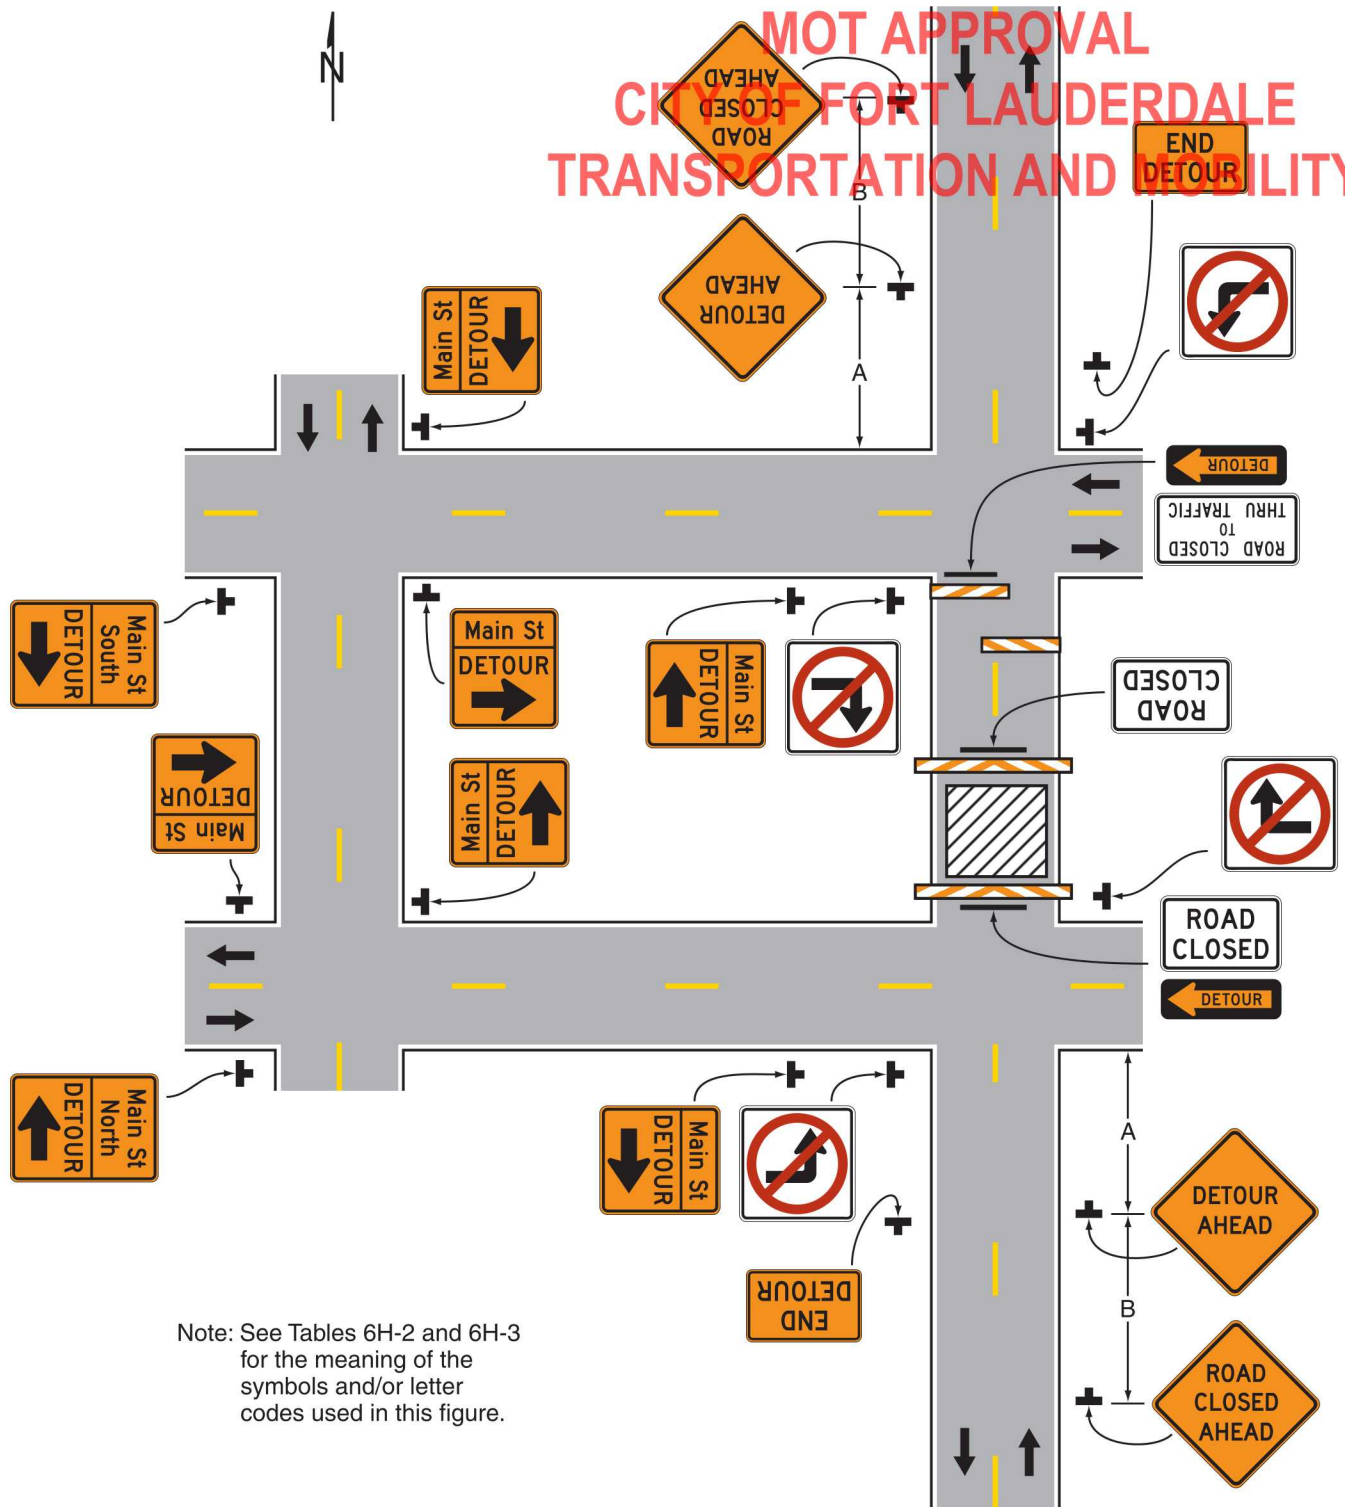 MOT APPROVAL
CITY OF FORT LAUDERDALE
TRANSPORTATION AND MOBILITY
N
ROAD
CLOSED
AHEAD
END
DETOUR
B
DETOUR
AHEAD
Main St
DETOUR
A
DETOUR
ROAD CLOSED
TO
THRU TRAFFIC
Main St
South
DETOUR
Main St
DETOUR
Main St
DETOUR
ROAD
CLOSED
Main St
DETOUR
Main St
DETOUR
ROAD
CLOSED
DETOUR
Main St
North
DETOUR
Main St
DETOUR
A
DETOUR
AHEAD
END
DETOUR
B
Note: See Tables 6H-2 and 6H-3
for the meaning of the
symbols and/or letter
codes used in this figure.
ROAD
CLOSED
AHEAD